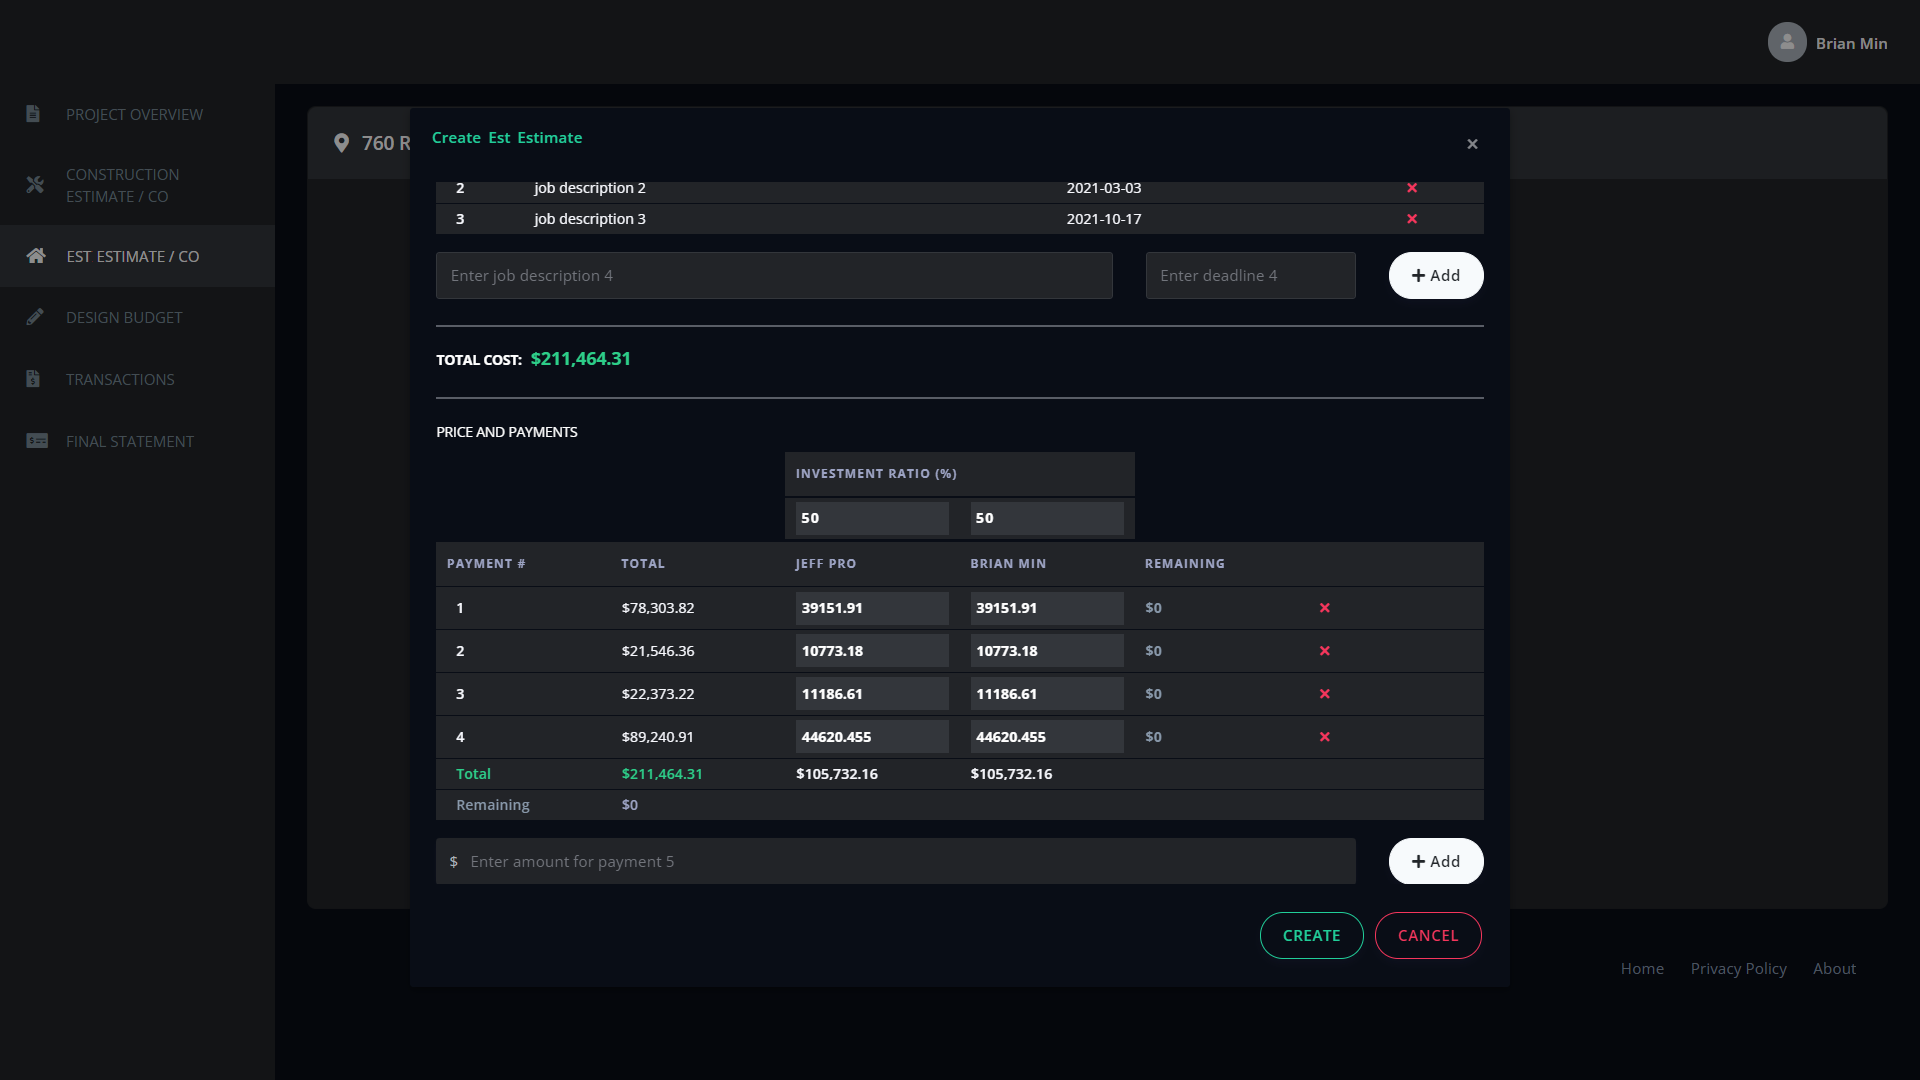 Brian Min
PROJECT OVERVIEW
CONSTRUCTION
ESTIMATE / CO
EST ESTIMATE / CO
DESIGN BUDGET
TRANSACTIONS
FINAL STATEMENT
760 R
Create Est Estimate
×
2 job description 2 2021-03-03
3 job description 3 2021-10-17
Enter job description 4 Enter deadline 4 + Add
TOTAL COST: $211,464.31
PRICE AND PAYMENTS
INVESTMENT RATIO (%)
50 50
PAYMENT # TOTAL JEFF PRO BRIAN MIN REMAINING
1 $78,303.82 39151.91 39151.91 $0
2 $21,546.36 10773.18 10773.18 $0
3 $22,373.22 11186.61 11186.61 $0
4 $89,240.91 44620.455 44620.455 $0
Total $211,464.31 $105,732.16 $105,732.16
Remaining $0
$ Enter amount for payment 5 + Add
CREATE CANCEL
Home Privacy Policy About